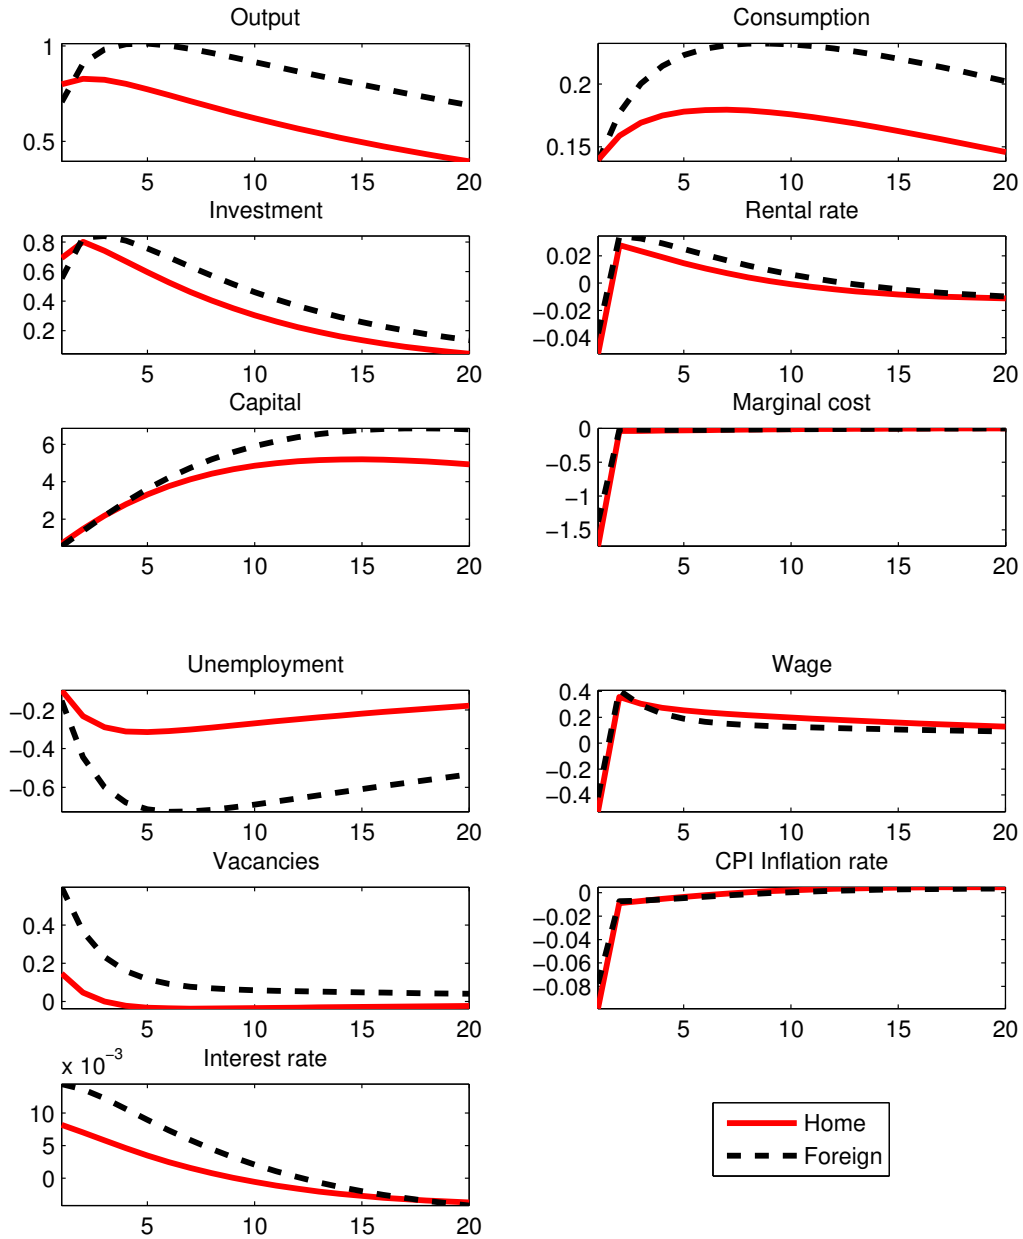 Output
1
0.5
5 10 15 20
Consumption
0.2
0.15
5 10 15 20
Investment
0.8
0.6
0.4
0.2
5 10 15 20
Rental rate
0.02
0
−0.02
−0.04
5 10 15 20
Capital
6
4
2
5 10 15 20
Marginal cost
0
−0.5
−1
−1.5
5 10 15 20
Unemployment
−0.2
−0.4
−0.6
5 10 15 20
Wage
0.4
0.2
0
−0.2
−0.4
5 10 15 20
Vacancies
0.4
0.2
0
5 10 15 20
CPI Inflation rate
0
−0.02
−0.04
−0.06
−0.08
5 10 15 20
x 10⁻³
Interest rate
10
5
0
5 10 15 20
Home
Foreign